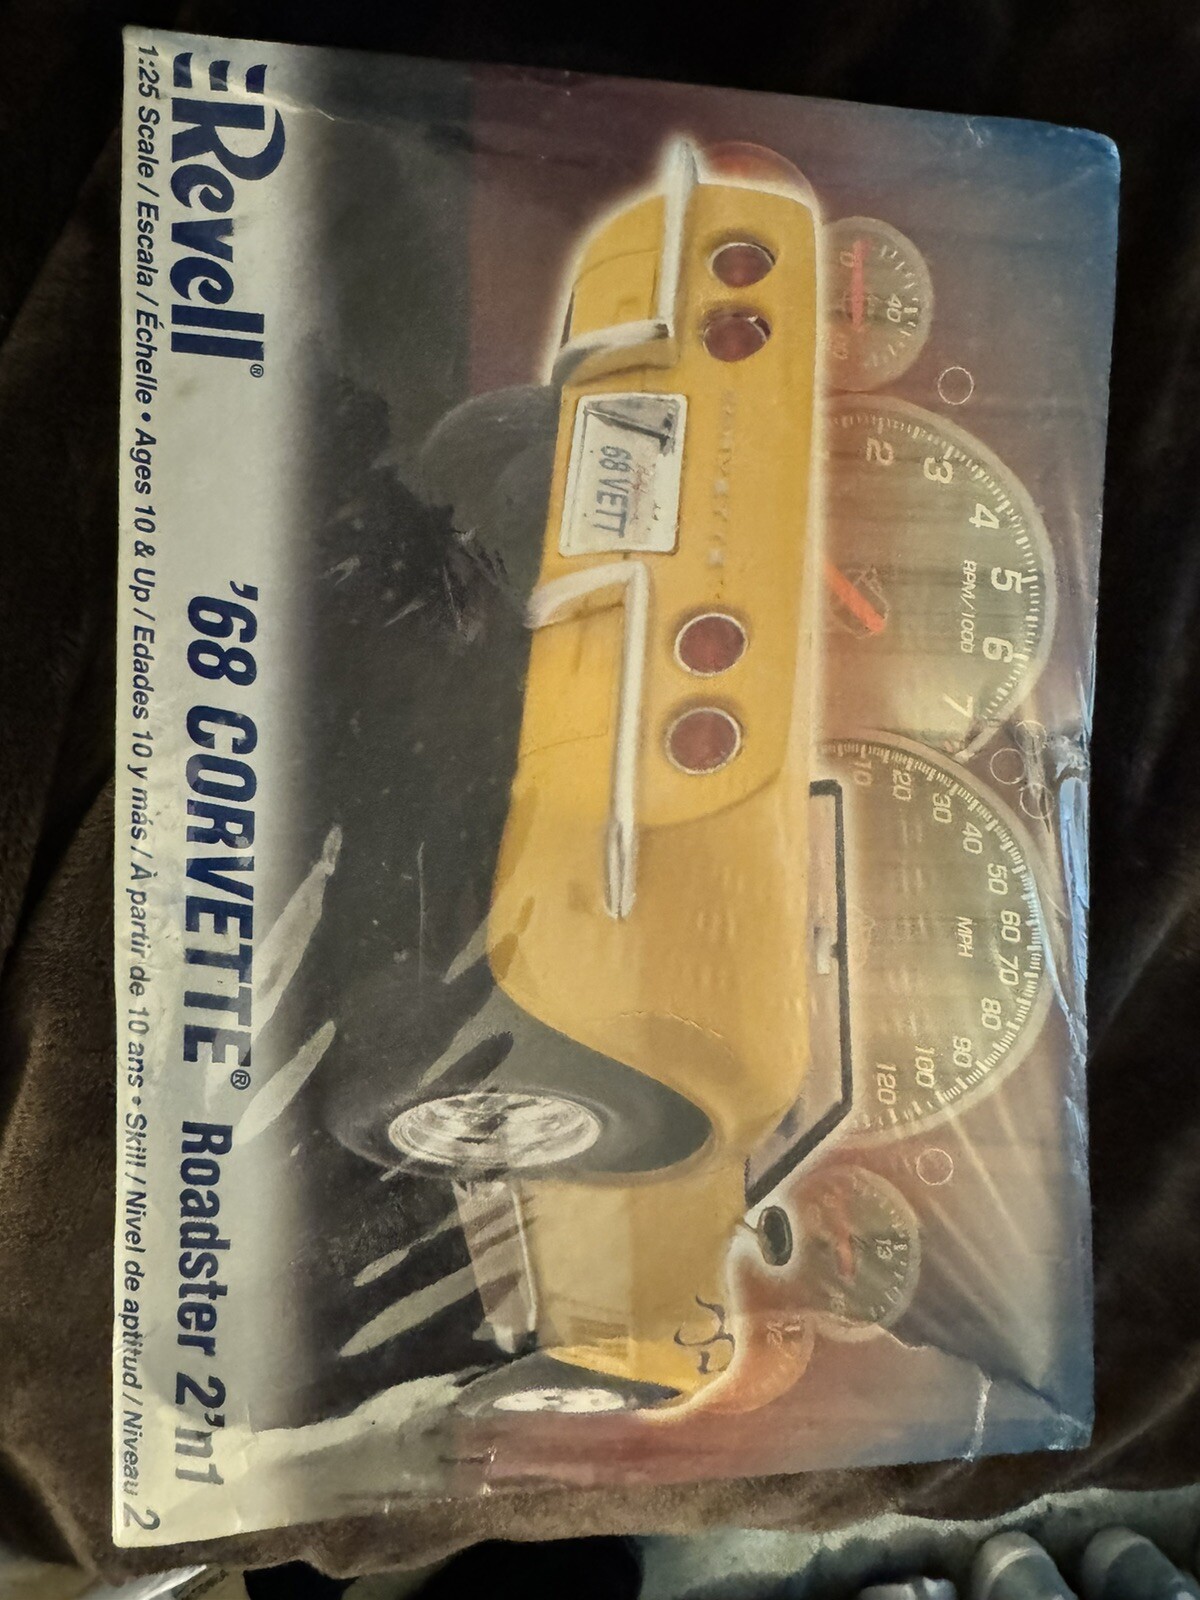 Revell®
'68 CORVETTE® Roadster 2'n1
1:25 Scale / Escala / Échelle • Ages 10 & Up / Edades 10 y más / À partir de 10 ans • Skill / Nivel de aptitud / Niveau 2
68 VETT
40
2 3 4 5 6 7
RPM/1000
10 20 30 40 50 60 70 80 90 100 120
MPH
13